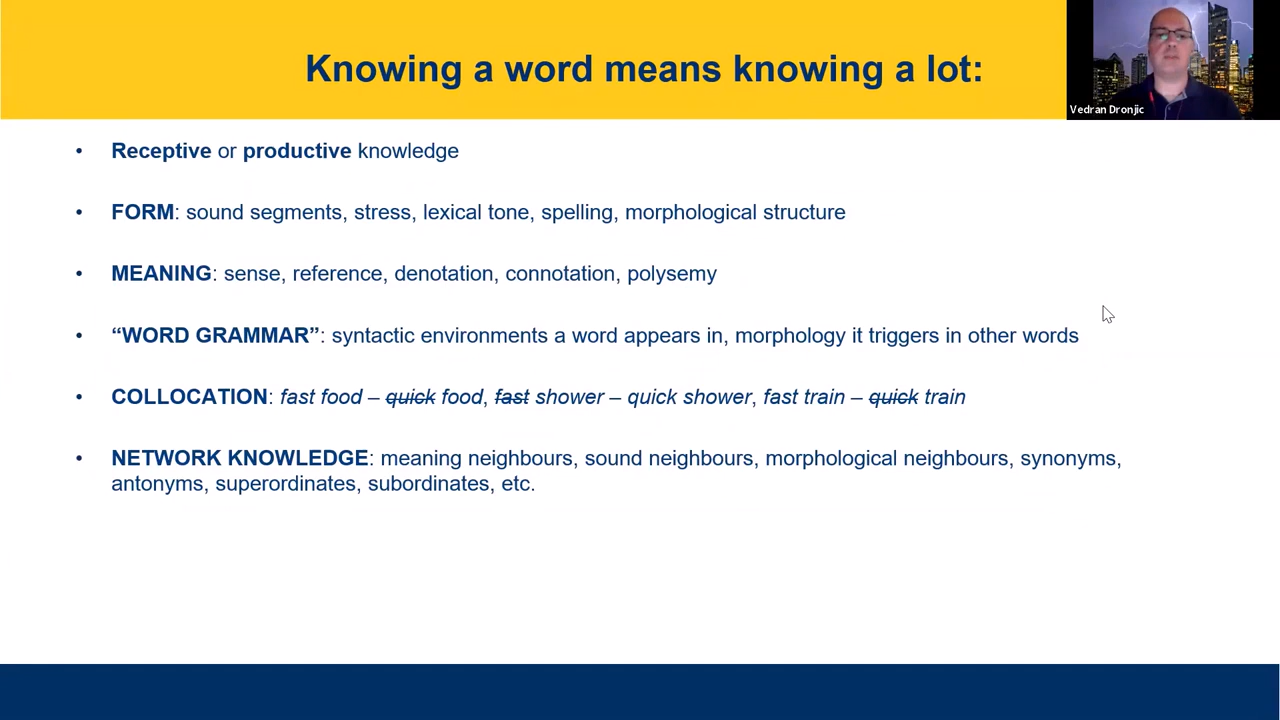 Knowing a word means knowing a lot:
Vedran Dronjic
• Receptive or productive knowledge
• FORM: sound segments, stress, lexical tone, spelling, morphological structure
• MEANING: sense, reference, denotation, connotation, polysemy
• “WORD GRAMMAR”: syntactic environments a word appears in, morphology it triggers in other words
• COLLOCATION: fast food – quick food, fast shower – quick shower, fast train – quick train
• NETWORK KNOWLEDGE: meaning neighbours, sound neighbours, morphological neighbours, synonyms,
antonyms, superordinates, subordinates, etc.